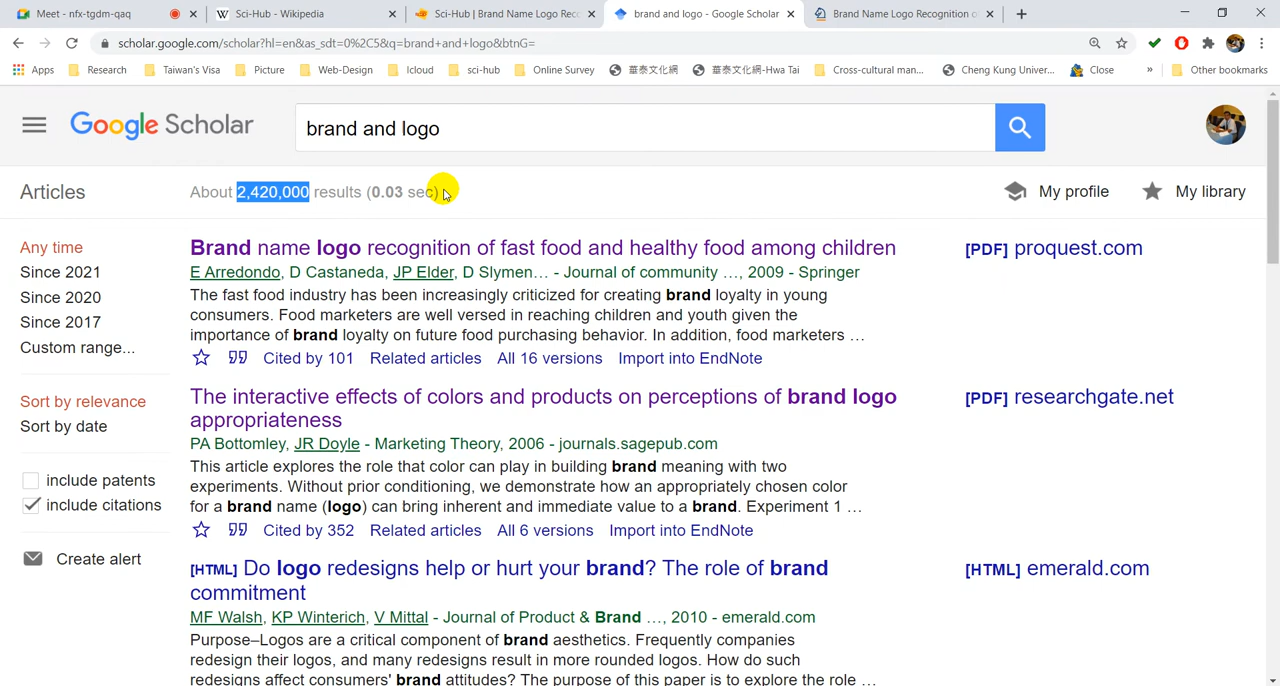 Meet - nfx-tgdm-qaq
Sci-Hub - Wikipedia
Sci-Hub | Brand Name Logo Reco
brand and logo - Google Scholar
Brand Name Logo Recognition o
scholar.google.com/scholar?hl=en&as_sdt=0%2C5&q=brand+and+logo&btnG=
Apps
Research
Taiwan's Visa
Picture
Web-Design
Icloud
sci-hub
Online Survey
華泰文化網
華泰文化網-Hwa Tai
Cross-cultural man...
Cheng Kung Univer...
Close
»
Other bookmarks
Google Scholar
brand and logo
Articles
About 2,420,000 results (0.03 sec)
My profile
My library
Any time
Since 2021
Since 2020
Since 2017
Custom range...
Sort by relevance
Sort by date
include patents
include citations
Create alert
Brand name logo recognition of fast food and healthy food among children
E Arredondo, D Castaneda, JP Elder, D Slymen… - Journal of community …, 2009 - Springer
The fast food industry has been increasingly criticized for creating brand loyalty in young
consumers. Food marketers are well versed in reaching children and youth given the
importance of brand loyalty on future food purchasing behavior. In addition, food marketers …
Cited by 101 Related articles All 16 versions Import into EndNote
[PDF] proquest.com
The interactive effects of colors and products on perceptions of brand logo
appropriateness
PA Bottomley, JR Doyle - Marketing Theory, 2006 - journals.sagepub.com
This article explores the role that color can play in building brand meaning with two
experiments. Without prior conditioning, we demonstrate how an appropriately chosen color
for a brand name (logo) can bring inherent and immediate value to a brand. Experiment 1 …
Cited by 352 Related articles All 6 versions Import into EndNote
[PDF] researchgate.net
[HTML] Do logo redesigns help or hurt your brand? The role of brand
commitment
MF Walsh, KP Winterich, V Mittal - Journal of Product & Brand …, 2010 - emerald.com
Purpose–Logos are a critical component of brand aesthetics. Frequently companies
redesign their logos, and many redesigns result in more rounded logos. How do such
redesigns affect consumers' brand attitudes? The purpose of this paper is to explore the role …
[HTML] emerald.com